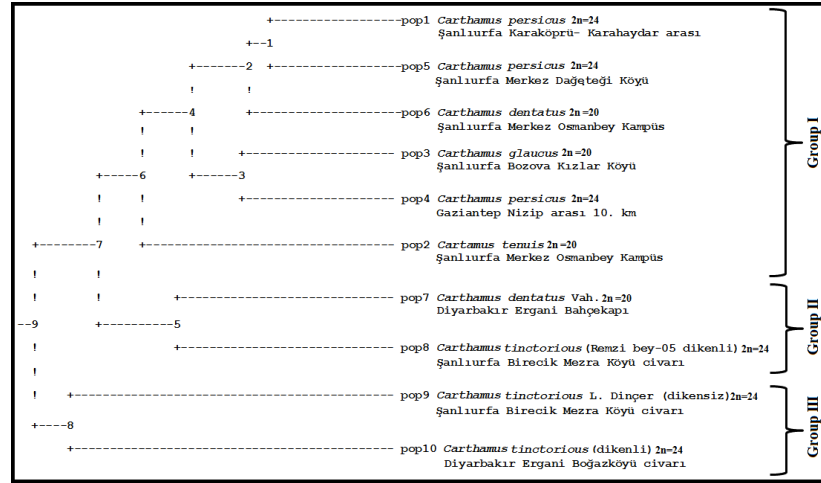 pop1 Carthamus persicus 2n=24
Şanlıurfa Karaköprü- Karahaydar arası
1
2
pop5 Carthamus persicus 2n=24
Şanlıurfa Merkez Dağeteği Köyü
4
pop6 Carthamus dentatus 2n=20
Şanlıurfa Merkez Osmanbey Kampüs
pop3 Carthamus glaucus 2n=20
Şanlıurfa Bozova Kızlar Köyü
6
3
pop4 Carthamus persicus 2n=24
Gaziantep Nizip arası 10. km
7
pop2 Cartamus tenuis 2n=20
Şanlıurfa Merkez Osmanbey Kampüs
Group I
pop7 Carthamus dentatus Vah. 2n=20
Diyarbakır Ergani Bahçekapı
9
5
pop8 Carthamus tinctorious (Remzi bey-05 dikenli) 2n=24
Şanlıurfa Birecik Mezra Köyü civarı
Group II
pop9 Carthamus tinctorious L. Dinçer (dikensiz) 2n=24
Şanlıurfa Birecik Mezra Köyü civarı
8
pop10 Carthamus tinctorious (dikenli) 2n=24
Diyarbakır Ergani Boğazköyü civarı
Group III